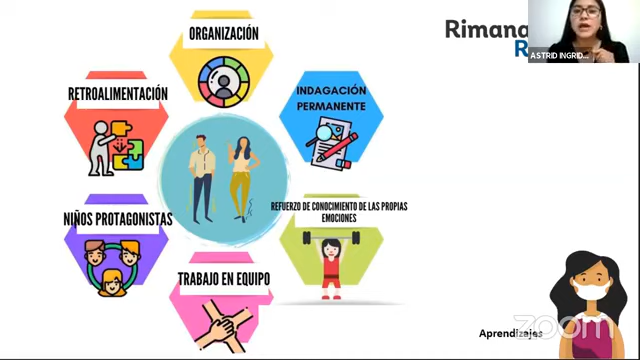 ORGANIZACIÓN
Rimana
R
ASTRID INGRID...
RETROALIMENTACIÓN
INDAGACIÓN
PERMANENTE
NIÑOS PROTAGONISTAS
REFUERZO DE CONOCIMIENTO DE LAS PROPIAS
EMOCIONES
TRABAJO EN EQUIPO
Aprendizajes
zoom